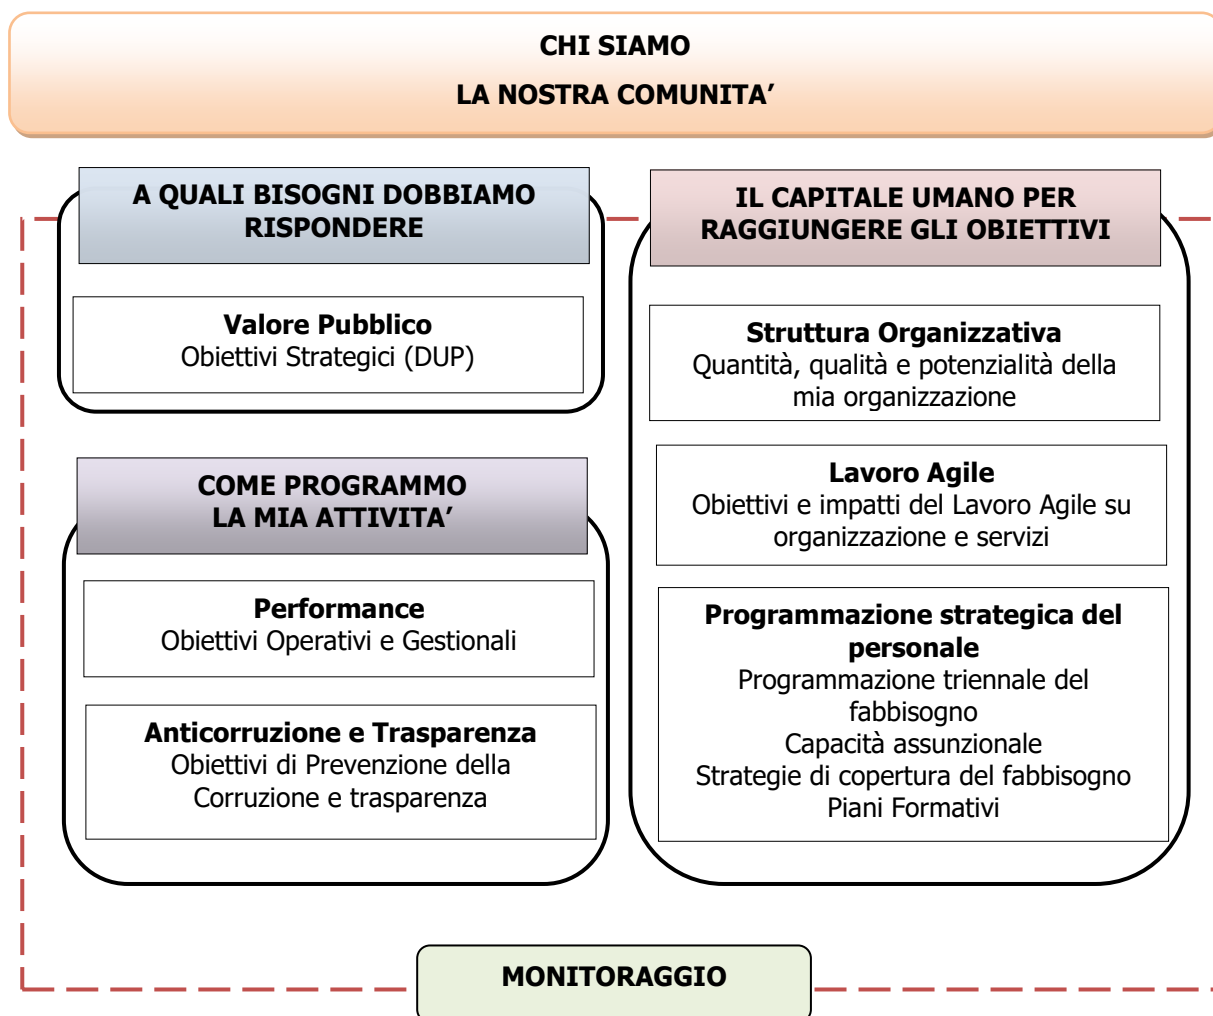 CHI SIAMO
LA NOSTRA COMUNITA’
A QUALI BISOGNI DOBBIAMO
RISPONDERE
Valore Pubblico
Obiettivi Strategici (DUP)
COME PROGRAMMO
LA MIA ATTIVITA’
Performance
Obiettivi Operativi e Gestionali
Anticorruzione e Trasparenza
Obiettivi di Prevenzione della
Corruzione e trasparenza
IL CAPITALE UMANO PER
RAGGIUNGERE GLI OBIETTIVI
Struttura Organizzativa
Quantità, qualità e potenzialità della
mia organizzazione
Lavoro Agile
Obiettivi e impatti del Lavoro Agile su
organizzazione e servizi
Programmazione strategica del
personale
Programmazione triennale del
fabbisogno
Capacità assunzionale
Strategie di copertura del fabbisogno
Piani Formativi
MONITORAGGIO